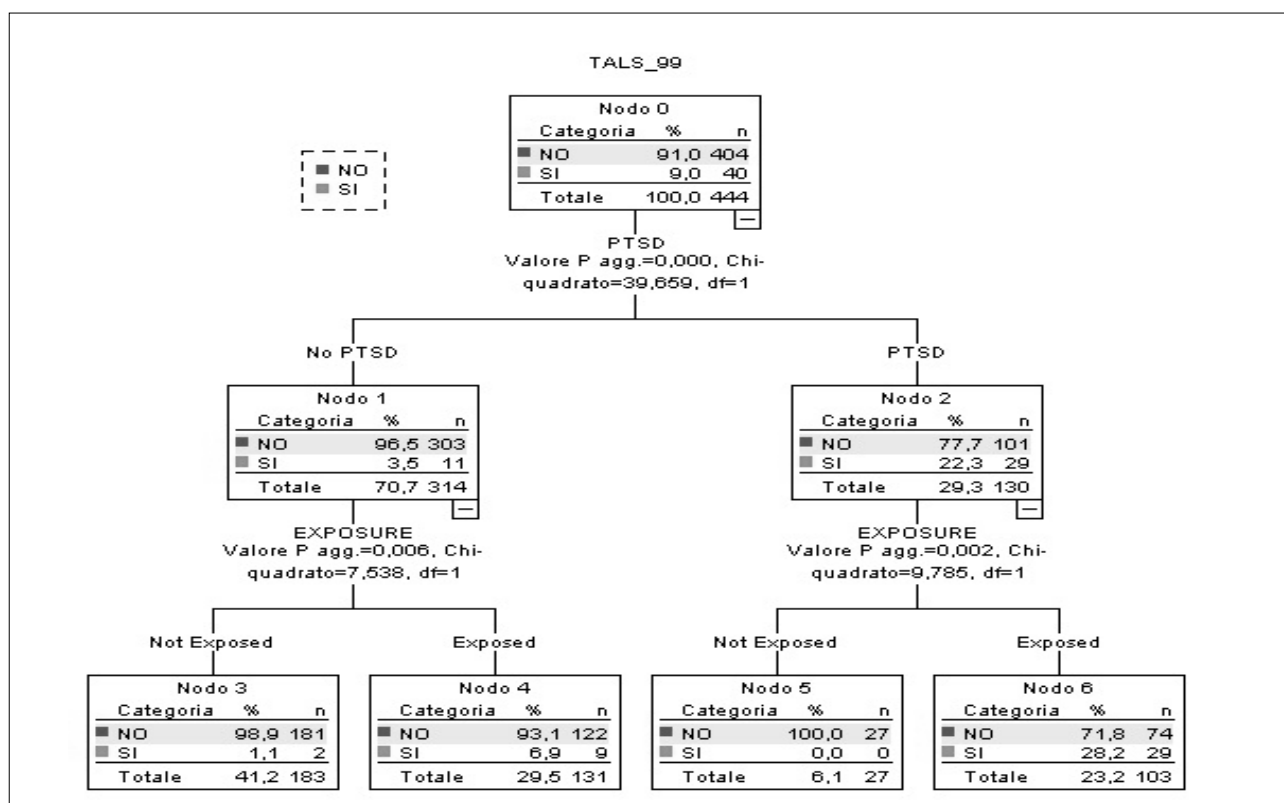 TALS_99
NO
SI
Nodo 0
Categoria % n
NO 91,0 404
SI 9,0 40
Totale 100,0 444
PTSD
Valore P agg.=0,000, Chi-
quadrato=39,659, df=1
No PTSD
PTSD
Nodo 1
Categoria % n
NO 96,5 303
SI 3,5 11
Totale 70,7 314
Nodo 2
Categoria % n
NO 77,7 101
SI 22,3 29
Totale 29,3 130
EXPOSURE
Valore P agg.=0,006, Chi-
quadrato=7,538, df=1
EXPOSURE
Valore P agg.=0,002, Chi-
quadrato=9,785, df=1
Not Exposed
Exposed
Not Exposed
Exposed
Nodo 3
Categoria % n
NO 98,9 181
SI 1,1 2
Totale 41,2 183
Nodo 4
Categoria % n
NO 93,1 122
SI 6,9 9
Totale 29,5 131
Nodo 5
Categoria % n
NO 100,0 27
SI 0,0 0
Totale 6,1 27
Nodo 6
Categoria % n
NO 71,8 74
SI 28,2 29
Totale 23,2 103